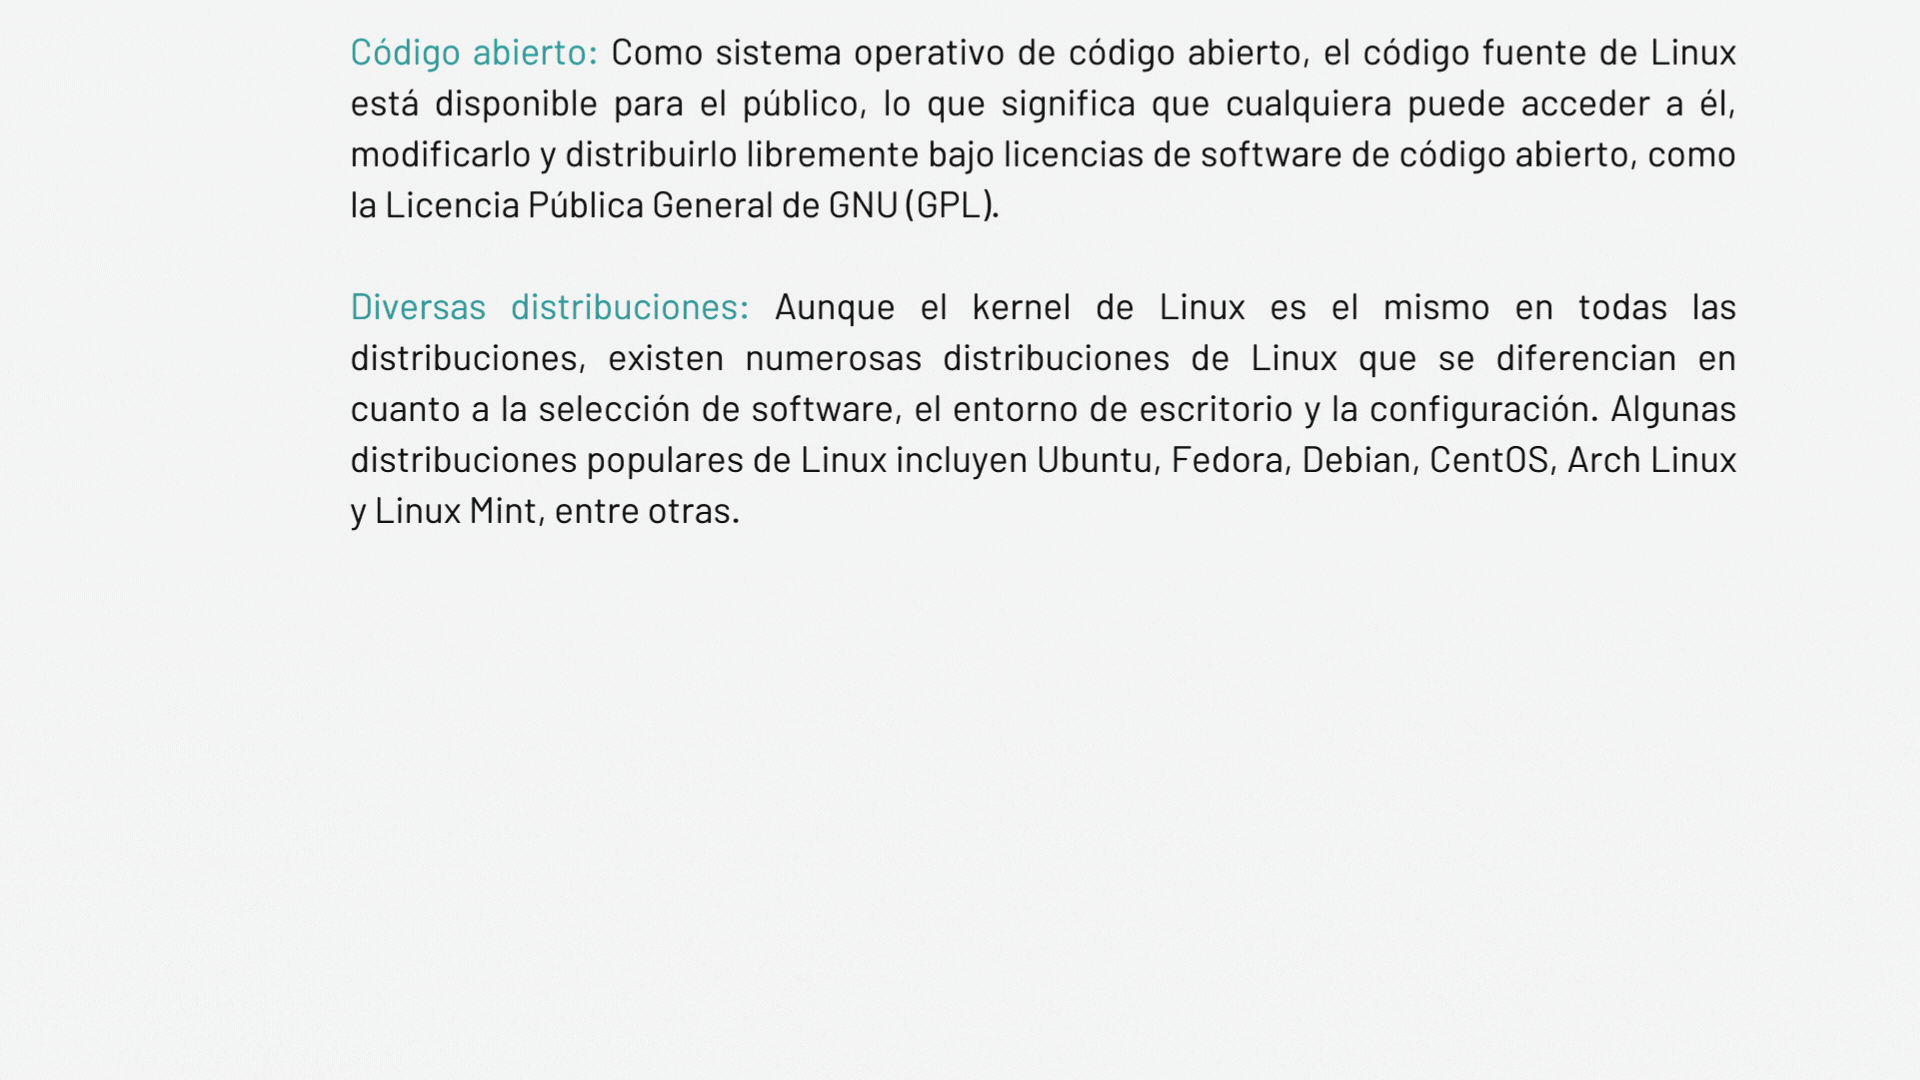 Código abierto: Como sistema operativo de código abierto, el código fuente de Linux
está disponible para el público, lo que significa que cualquiera puede acceder a él,
modificarlo y distribuirlo libremente bajo licencias de software de código abierto, como
la Licencia Pública General de GNU (GPL).
Diversas distribuciones: Aunque el kernel de Linux es el mismo en todas las
distribuciones, existen numerosas distribuciones de Linux que se diferencian en
cuanto a la selección de software, el entorno de escritorio y la configuración. Algunas
distribuciones populares de Linux incluyen Ubuntu, Fedora, Debian, CentOS, Arch Linux
y Linux Mint, entre otras.